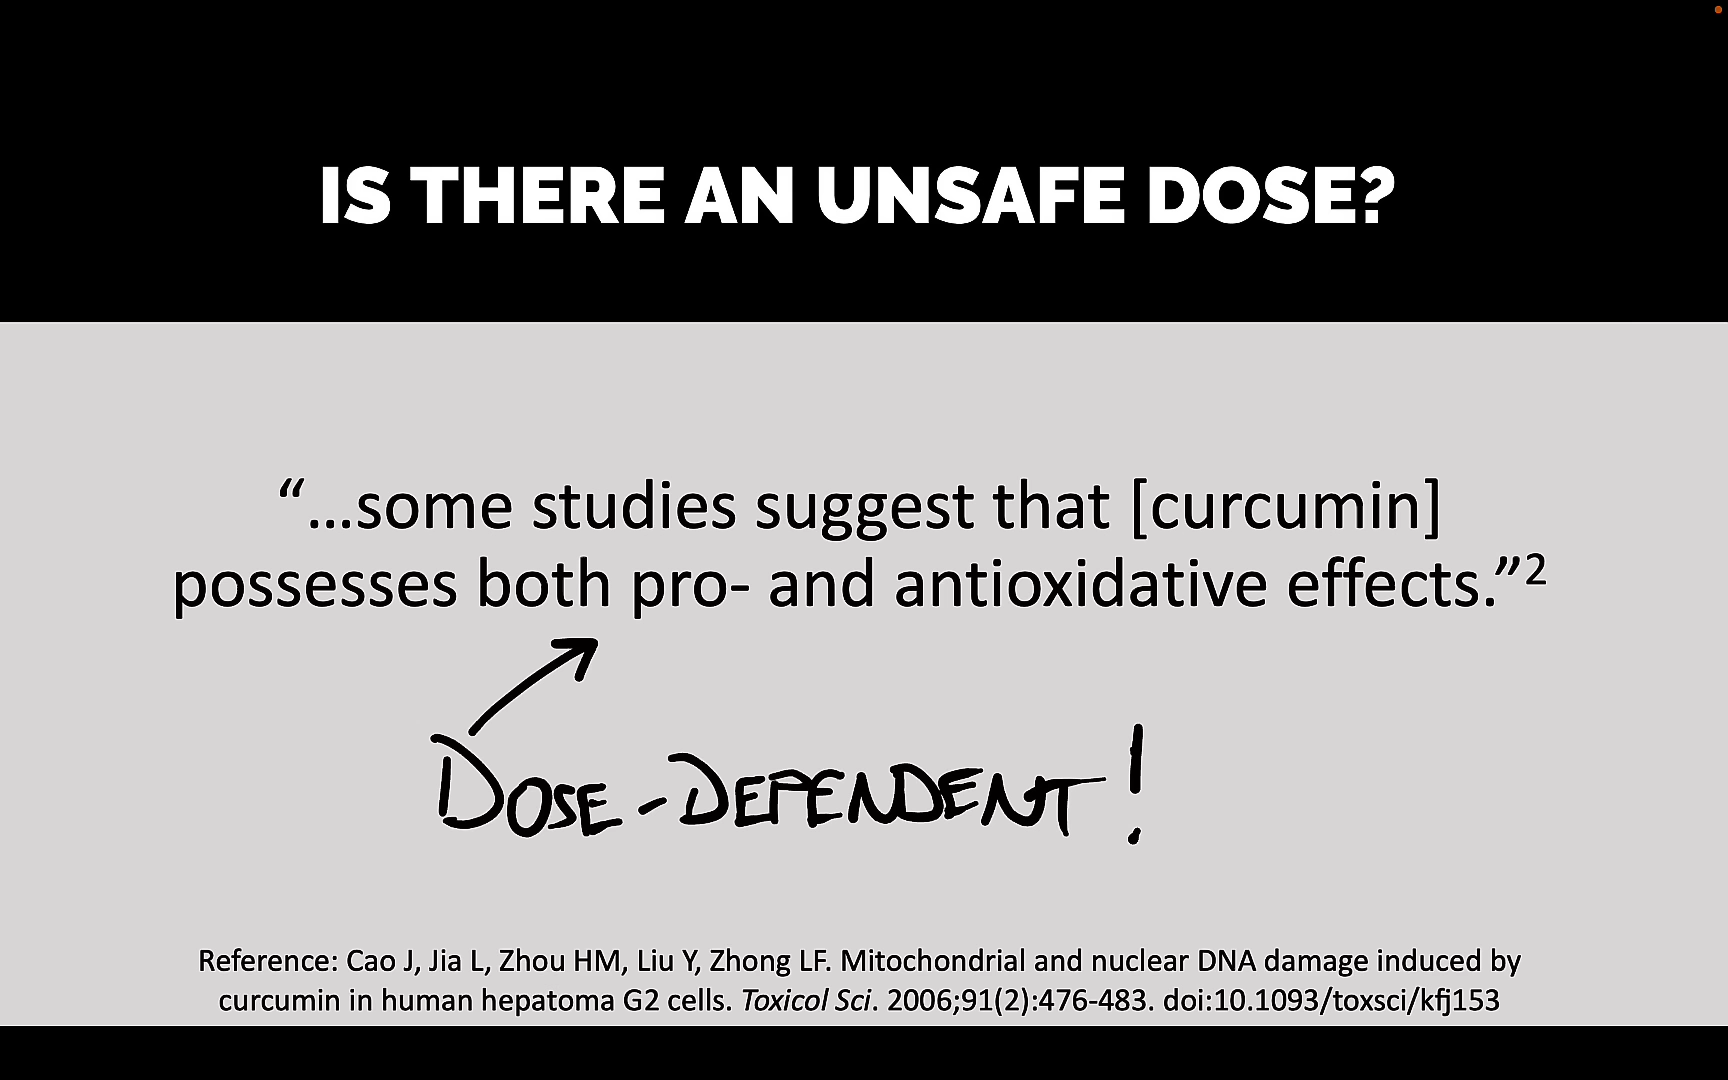 IS THERE AN UNSAFE DOSE?
“...some studies suggest that [curcumin]
possesses both pro- and antioxidative effects.”2
DOSE-DEPENDENT!
Reference: Cao J, Jia L, Zhou HM, Liu Y, Zhong LF. Mitochondrial and nuclear DNA damage induced by
curcumin in human hepatoma G2 cells. Toxicol Sci. 2006;91(2):476-483. doi:10.1093/toxsci/kfj153